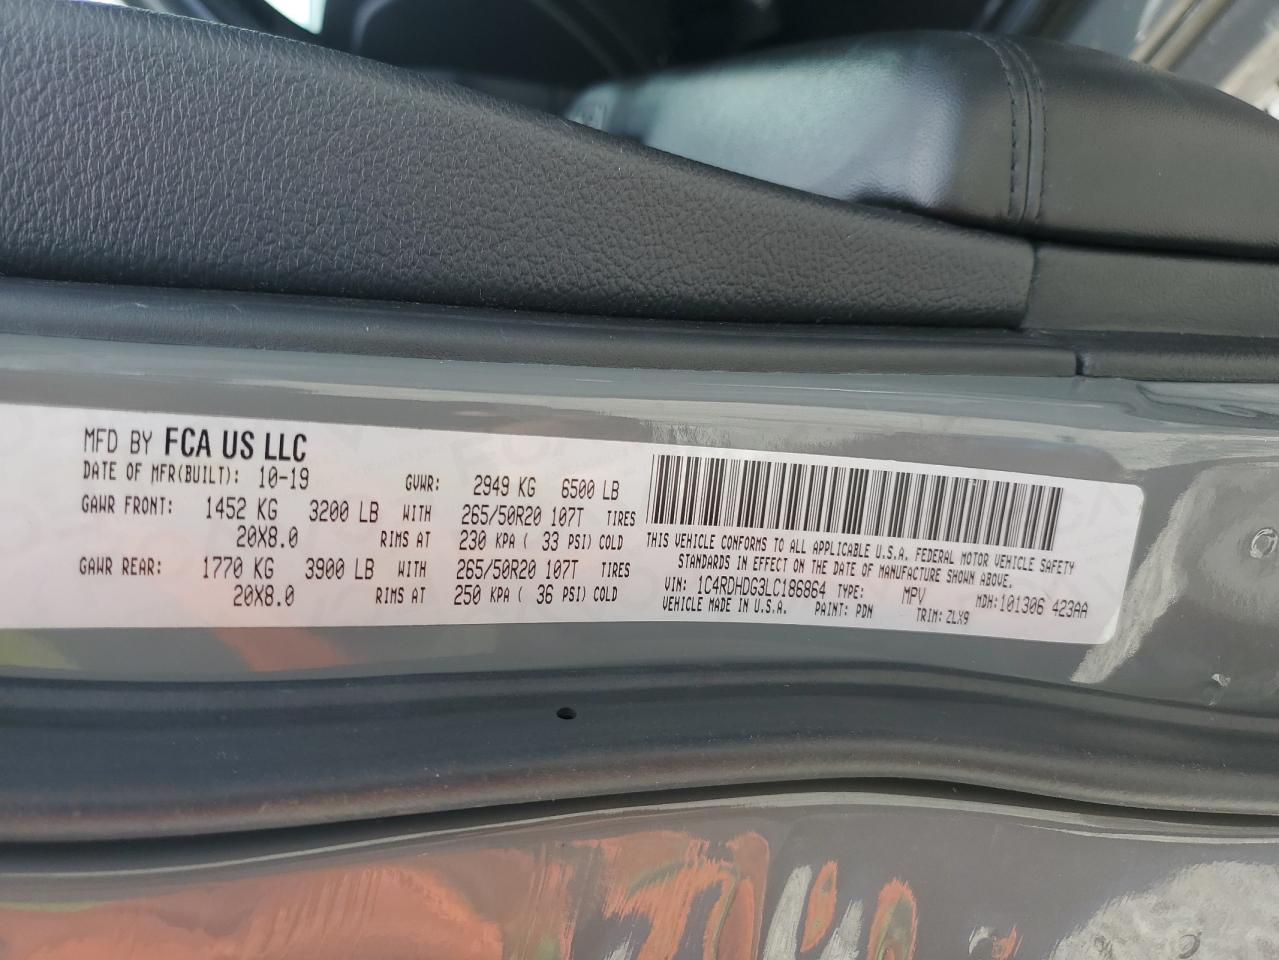 MFD BY FCA US LLC
DATE OF MFR(BUILT): 10-19 GVWR: 2949 KG 6500 LB
GAWR FRONT: 1452 KG 3200 LB WITH 265/50R20 107T TIRES
20X8.0 RIMS AT 230 KPA ( 33 PSI) COLD
GAWR REAR: 1770 KG 3900 LB WITH 265/50R20 107T TIRES
20X8.0 RIMS AT 250 KPA ( 36 PSI) COLD
THIS VEHICLE CONFORMS TO ALL APPLICABLE U.S.A. FEDERAL MOTOR VEHICLE SAFETY
STANDARDS IN EFFECT ON THE DATE OF MANUFACTURE SHOWN ABOVE.
VIN: 1C4RDHDG3LC186864 TYPE: MPV MDH: 101306 423AA
VEHICLE MADE IN U.S.A. PAINT: PDN TRIM: ZLX9